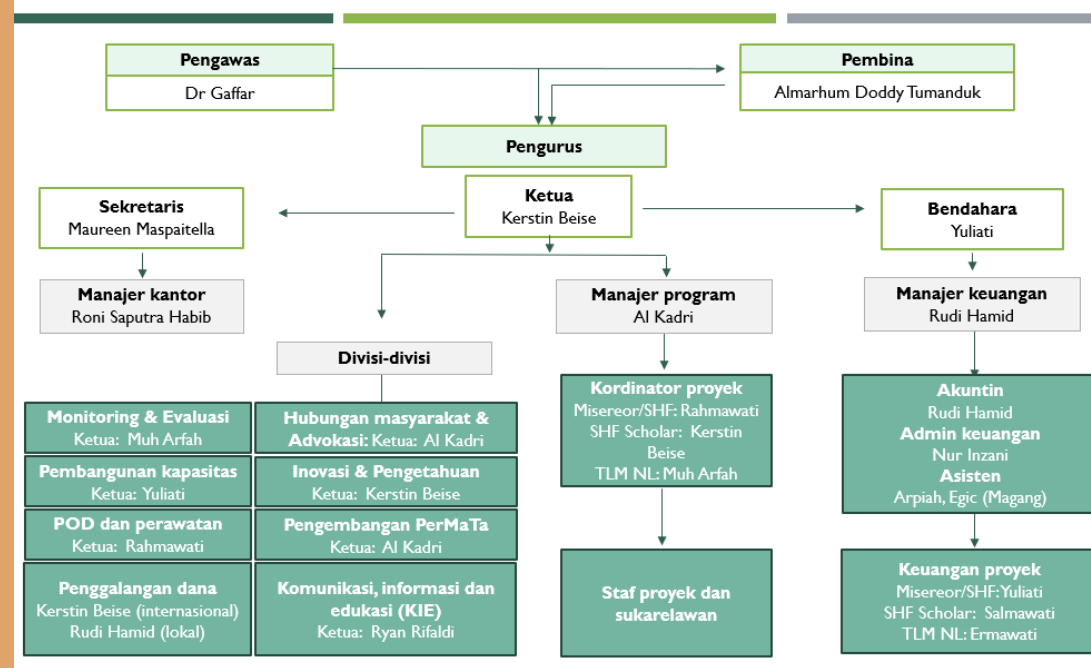 Pengawas
Dr Gaffar
Pembina
Almarhum Doddy Tumanduk
Pengurus
Ketua
Kerstin Beise
Sekretaris
Maureen Maspaitella
Bendahara
Yuliati
Manajer kantor
Roni Saputra Habib
Manajer program
Al Kadri
Manajer keuangan
Rudi Hamid
Divisi-divisi
Monitoring & Evaluasi
Ketua: Muh Arfah
Hubungan masyarakat &
Advokasi: Ketua: Al Kadri
Pembangunan kapasitas
Ketua: Yuliati
Inovasi & Pengetahuan
Ketua: Kerstin Beise
POD dan perawatan
Ketua: Rahmawati
Pengembangan PerMaTa
Ketua: Al Kadri
Penggalangan dana
Kerstin Beise (internasional)
Rudi Hamid (lokal)
Komunikasi, informasi dan
edukasi (KIE)
Ketua: Ryan Rifaldi
Kordinator proyek
Misereor/SHF: Rahmawati
SHF Scholar: Kerstin
Beise
TLM NL: Muh Arfah
Staf proyek dan
sukarelawan
Akuntin
Rudi Hamid
Admin keuangan
Nur Inzani
Asisten
Arpiah, Egic (Magang)
Keuangan proyek
Misereor/SHF: Yuliati
SHF Scholar: Salmawati
TLM NL: Ermawati